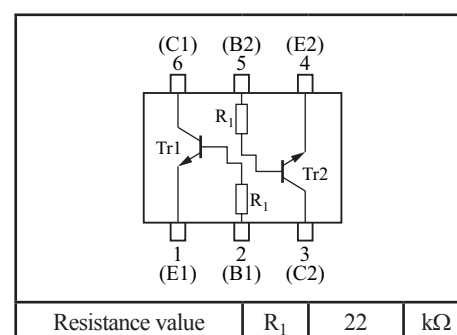 (C1) (B2) (E2)
6 5 4
R1
Tr1
Tr2
R1
1 2 3
(E1) (B1) (C2)
Resistance value R1 22 kΩ